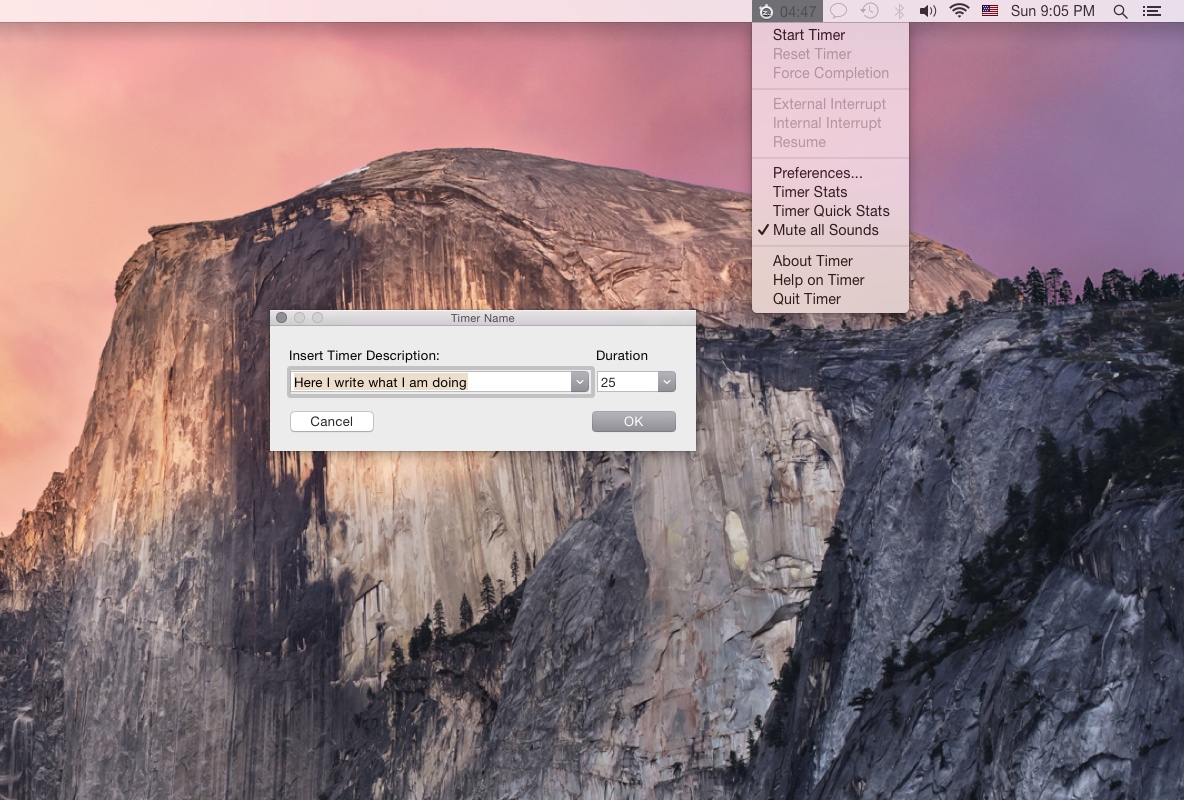 04:47
Sun 9:05 PM
Start Timer
Reset Timer
Force Completion
External Interrupt
Internal Interrupt
Resume
Preferences...
Timer Stats
Timer Quick Stats
Mute all Sounds
About Timer
Help on Timer
Quit Timer
Timer Name
Insert Timer Description:
Duration
Here I write what I am doing
25
Cancel
OK